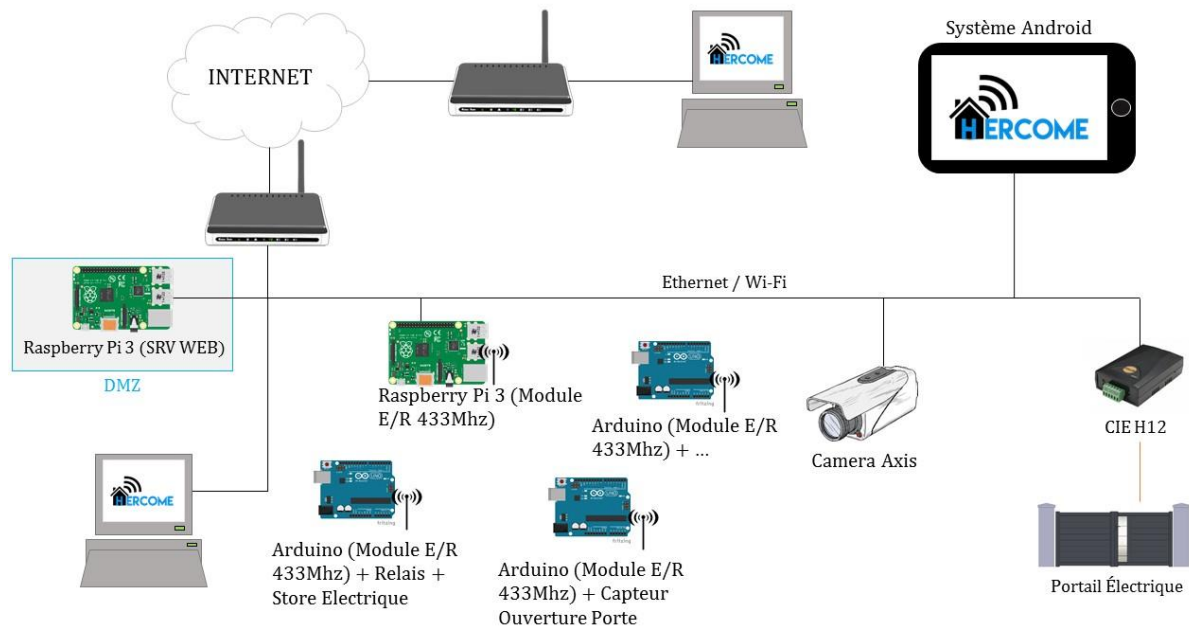 Système Android
INTERNET
HERCOME
HERCOME
Ethernet / Wi-Fi
Raspberry Pi 3 (SRV WEB)
DMZ
Raspberry Pi 3 (Module
E/R 433Mhz)
Arduino (Module E/R
433Mhz) + ...
Camera Axis
CIE H12
HERCOME
Arduino (Module E/R
433Mhz) + Relais +
Store Electrique
Arduino (Module E/R
433Mhz) + Capteur
Ouverture Porte
Portail Électrique